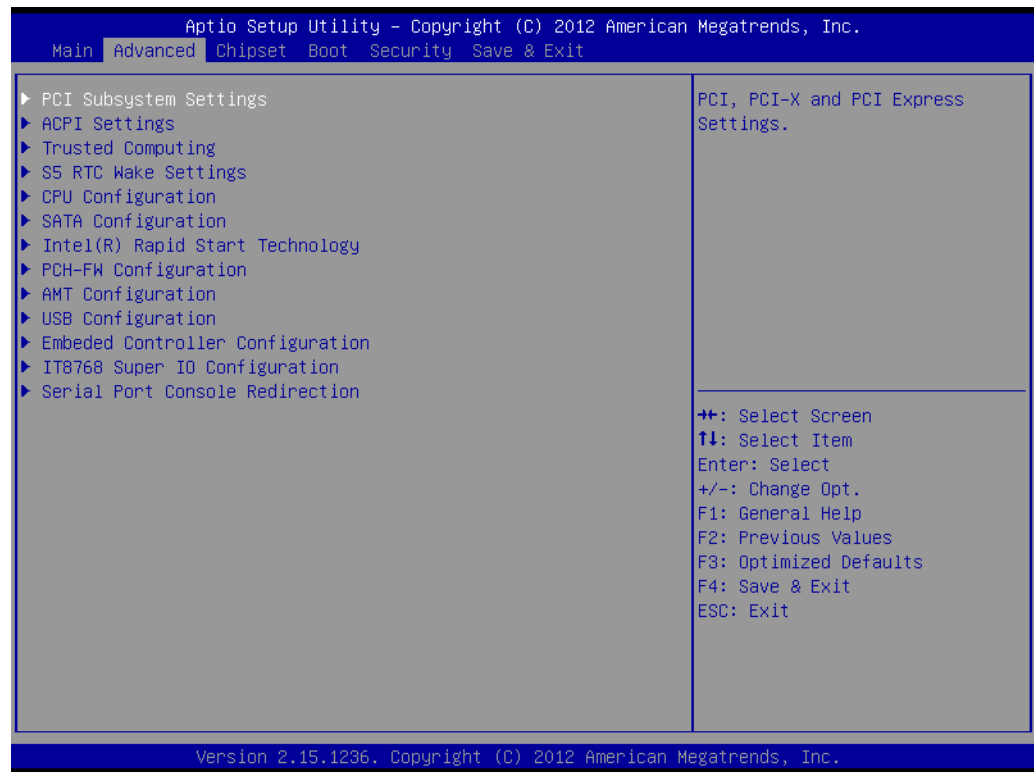 Aptio Setup Utility – Copyright (C) 2012 American Megatrends, Inc.
Main Advanced Chipset Boot Security Save & Exit
▶ PCI Subsystem Settings
▶ ACPI Settings
▶ Trusted Computing
▶ S5 RTC Wake Settings
▶ CPU Configuration
▶ SATA Configuration
▶ Intel(R) Rapid Start Technology
▶ PCH-FW Configuration
▶ AMT Configuration
▶ USB Configuration
▶ Embeded Controller Configuration
▶ IT8768 Super IO Configuration
▶ Serial Port Console Redirection
PCI, PCI-X and PCI Express
Settings.
→←: Select Screen
↑↓: Select Item
Enter: Select
+/-: Change Opt.
F1: General Help
F2: Previous Values
F3: Optimized Defaults
F4: Save & Exit
ESC: Exit
Version 2.15.1236. Copyright (C) 2012 American Megatrends, Inc.